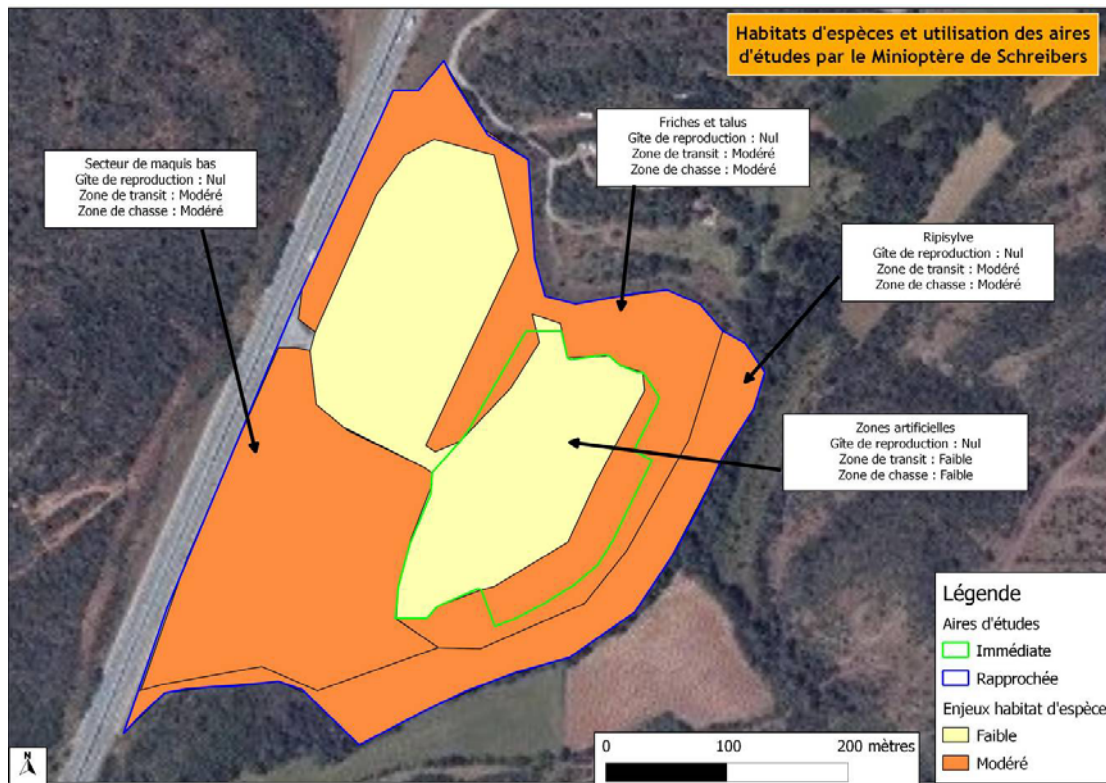 Habitats d'espèces et utilisation des aires
d'études par le Minioptère de Schreibers
Friches et talus
Gîte de reproduction : Nul
Zone de transit : Modéré
Zone de chasse : Modéré
Secteur de maquis bas
Gîte de reproduction : Nul
Zone de transit : Modéré
Zone de chasse : Modéré
Ripisylve
Gîte de reproduction : Nul
Zone de transit : Modéré
Zone de chasse : Modéré
Zones artificielles
Gîte de reproduction : Nul
Zone de transit : Faible
Zone de chasse : Faible
Légende
Aires d'études
Immédiate
Rapprochée
Enjeux habitat d'espèce
Faible
Modéré
N
0 100 200 mètres